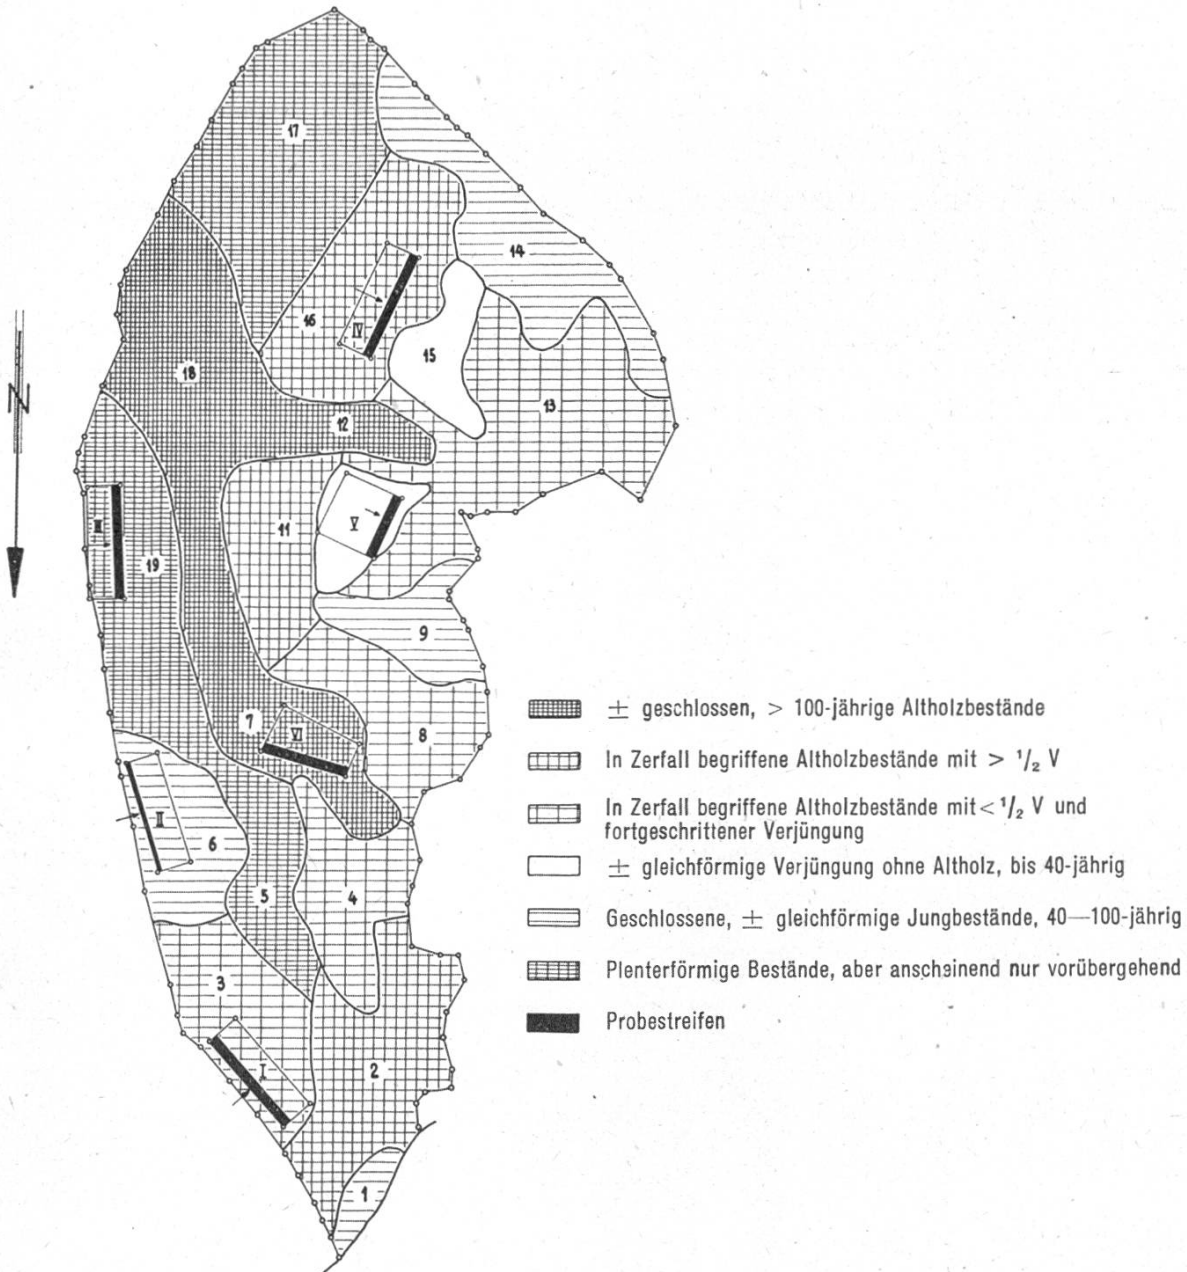 17
14
16
IV
15
18
13
12
N
V
11
III
19
9
7
VI
8
± geschlossen, > 100-jährige Altholzbestände
In Zerfall begriffene Altholzbestände mit > 1/2 V
In Zerfall begriffene Altholzbestände mit < 1/2 V und
fortgeschrittener Verjüngung
II
6
± gleichförmige Verjüngung ohne Altholz, bis 40-jährig
5
4
Geschlossene, ± gleichförmige Jungbestände, 40—100-jährig
3
Plenterförmige Bestände, aber anscheinend nur vorübergehend
Probestreifen
I
2
1